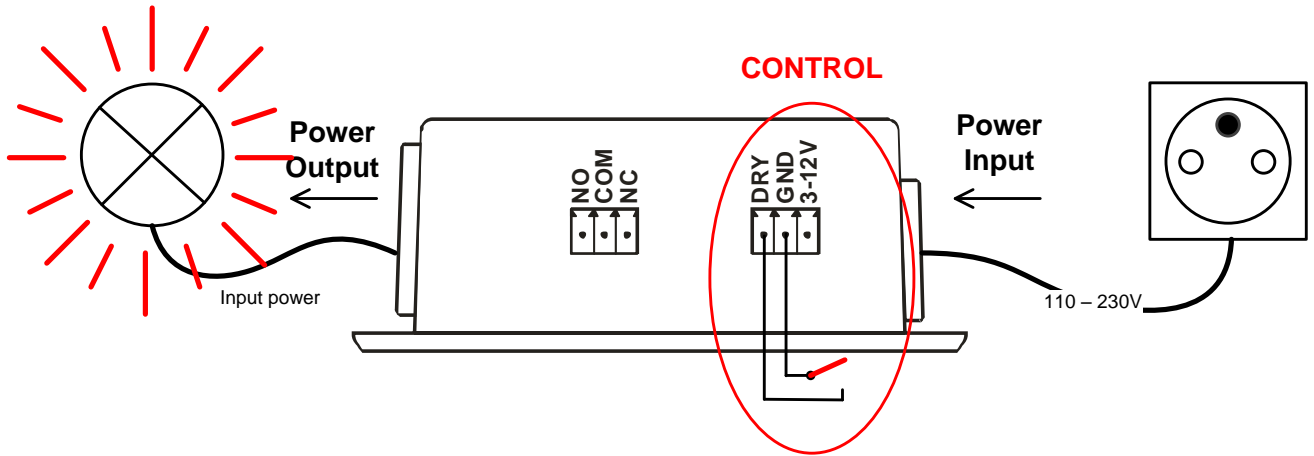 CONTROL
Power
Output
NO
COM
NC
DRY
GND
3-12V
Power
Input
Input power
110 – 230V